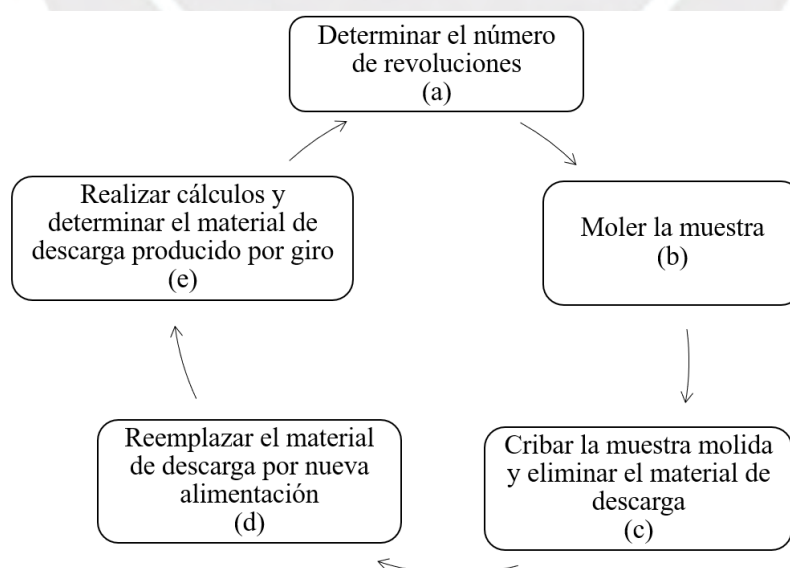 Determinar el número
de revoluciones
(a)
Moler la muestra
(b)
Cribar la muestra molida
y eliminar el material de
descarga
(c)
Reemplazar el material
de descarga por nueva
alimentación
(d)
Realizar cálculos y
determinar el material de
descarga producido por giro
(e)